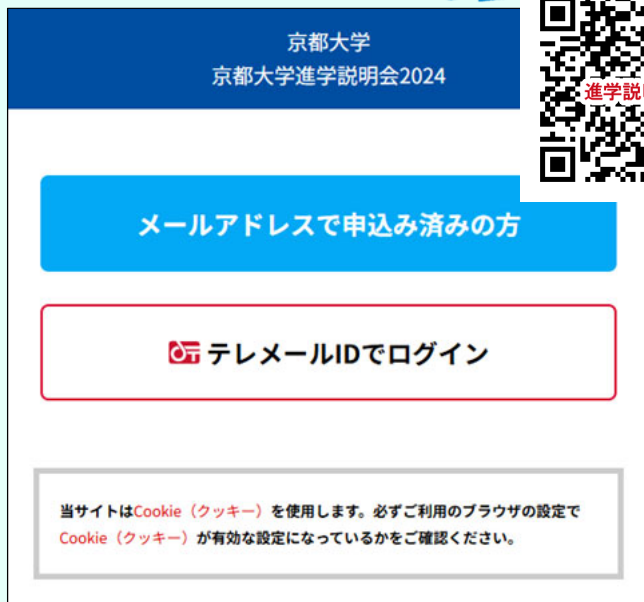 京都大学
京都大学進学説明会2024
進学説
メールアドレスで申込み済みの方
テレメールIDでログイン
当サイトはCookie（クッキー）を使用します。必ずご利用のブラウザの設定で
Cookie（クッキー）が有効な設定になっているかをご確認ください。